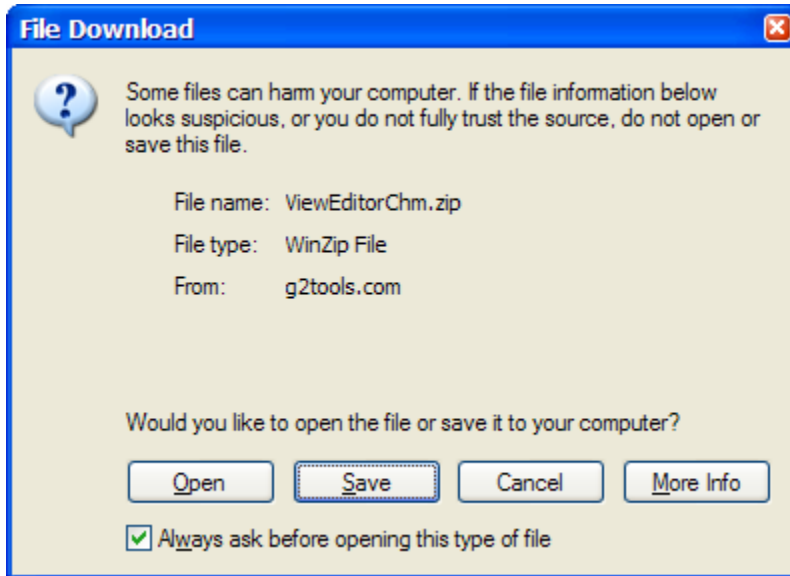 File Download
Some files can harm your computer. If the file information below
looks suspicious, or you do not fully trust the source, do not open or
save this file.
File name: ViewEditorChm.zip
File type: WinZip File
From: g2tools.com
Would you like to open the file or save it to your computer?
Open Save Cancel More Info
Always ask before opening this type of file